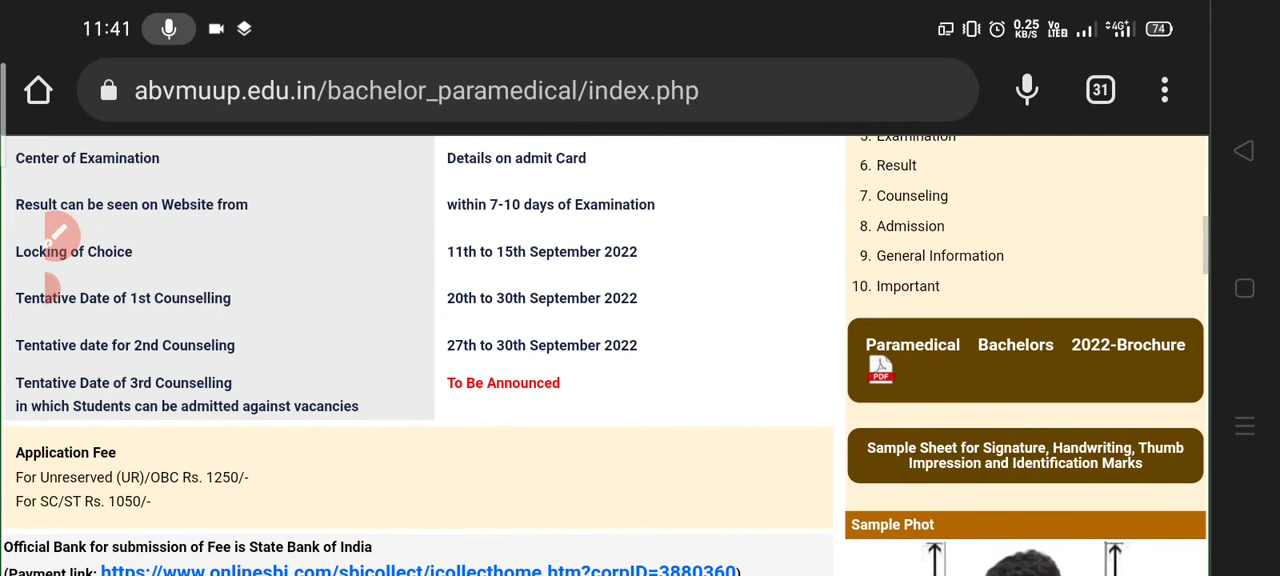 11:41
0.25 KB/S Vo LTE2 4G+ 74
abvmuup.edu.in/bachelor_paramedical/index.php
31
Center of Examination Details on admit Card
Result can be seen on Website from within 7-10 days of Examination
Locking of Choice 11th to 15th September 2022
Tentative Date of 1st Counselling 20th to 30th September 2022
Tentative date for 2nd Counseling 27th to 30th September 2022
Tentative Date of 3rd Counselling To Be Announced
in which Students can be admitted against vacancies
Application Fee
For Unreserved (UR)/OBC Rs. 1250/-
For SC/ST Rs. 1050/-
Official Bank for submission of Fee is State Bank of India
(Payment link: https://www.onlinesbi.com/sbicollect/icollecthome.htm?corpID=3880360)
5. Examination
6. Result
7. Counseling
8. Admission
9. General Information
10. Important
Paramedical Bachelors 2022-Brochure
PDF
Sample Sheet for Signature, Handwriting, Thumb
Impression and Identification Marks
Sample Phot